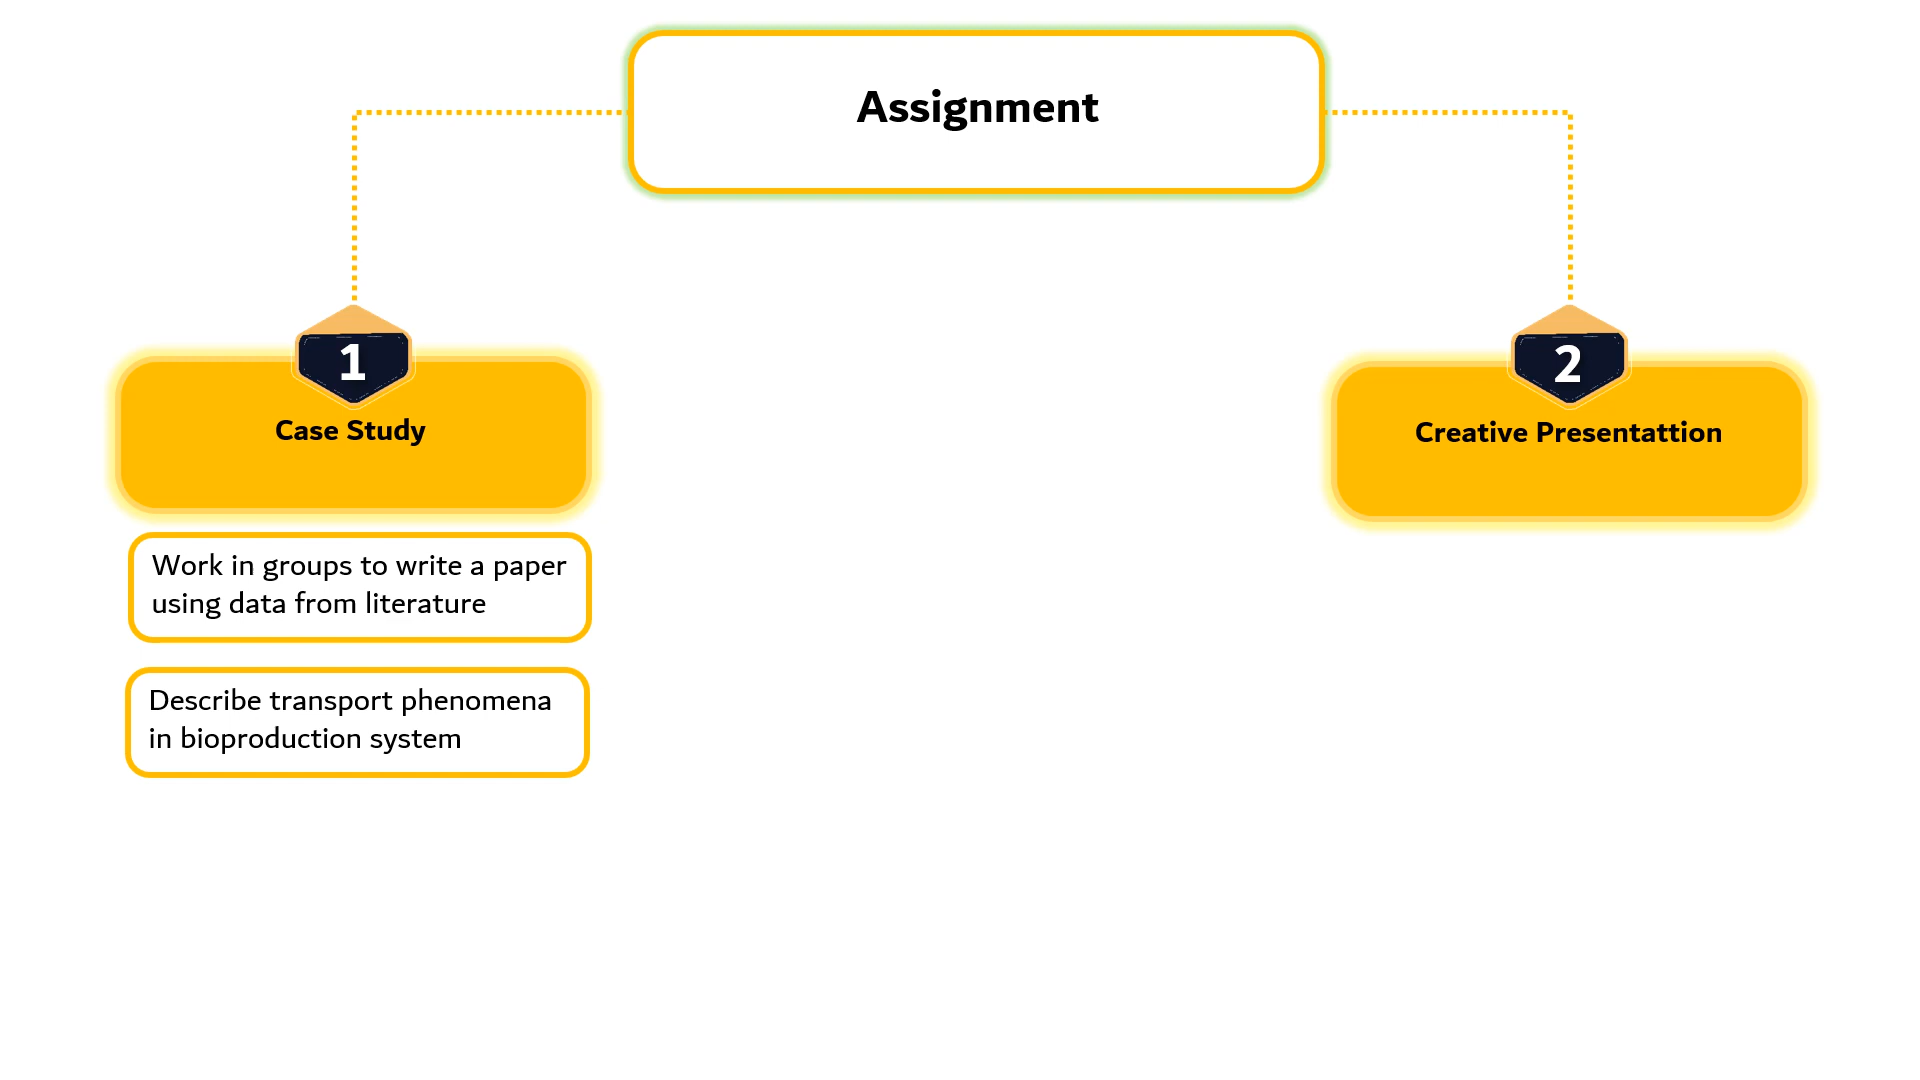 Assignment
1
Case Study
Work in groups to write a paper
using data from literature
Describe transport phenomena
in bioproduction system
2
Creative Presentattion